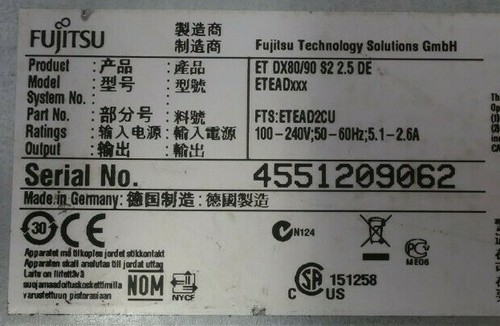 FUJITSU
製造商
制造商
Fujitsu Technology Solutions GmbH
Product : 产品 : 產品 ET DX80/90 S2 2.5 DE
Model : 型号 : 型號 ETEADxxx
System No. :
Part No. : 部分号 : 料號 FTS:ETEAD2CU
Ratings : 输入电源 : 輸入電源 100-240V;50-60Hz;5.1-2.6A
Output : 输出 : 輸出
Serial No. 4551209062
Made in Germany: 德国制造 : 德國製造
30 CE N124
Apparatet må tilkoples jordet stikkontakt
Apparaten skall anslutas till jordat uttag
Laite on liitettävä
suojamaadoituskoskettimilla
varustettuun pistorasiaan
NOM
NYCF
C SA US 151258
PC
ME06